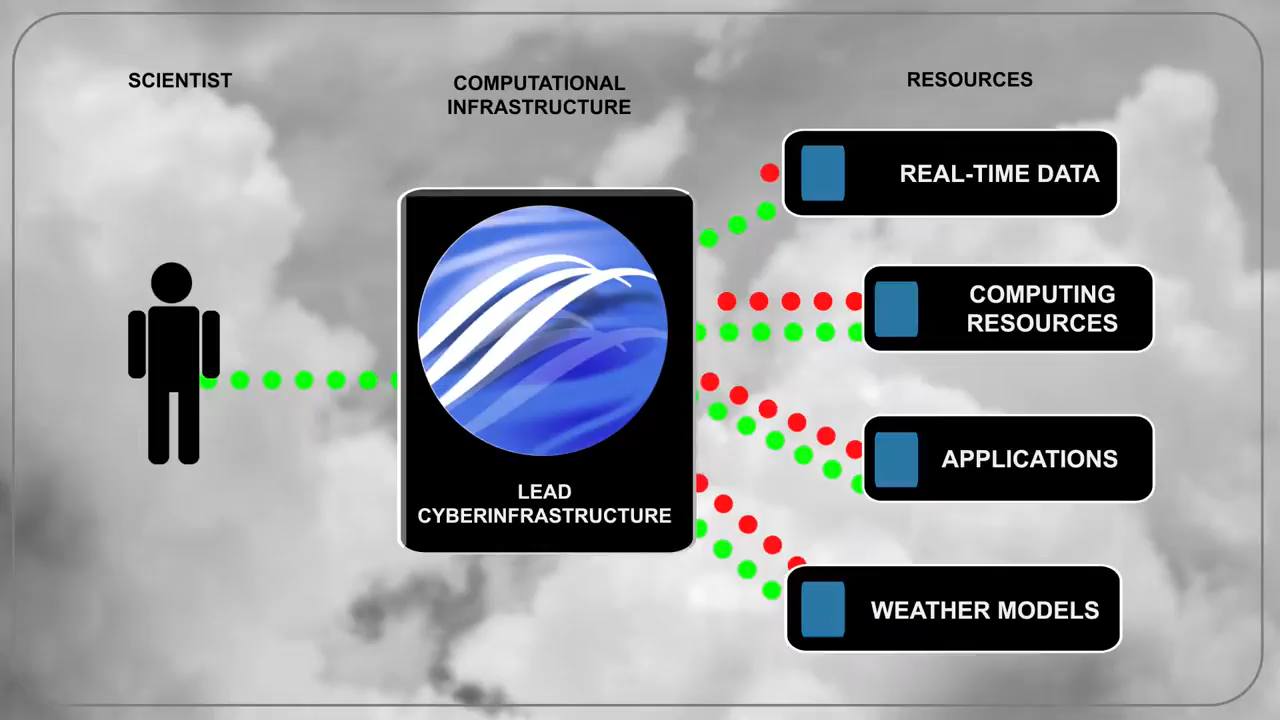 SCIENTIST
COMPUTATIONAL
INFRASTRUCTURE
RESOURCES
REAL-TIME DATA
COMPUTING
RESOURCES
APPLICATIONS
WEATHER MODELS
LEAD
CYBERINFRASTRUCTURE